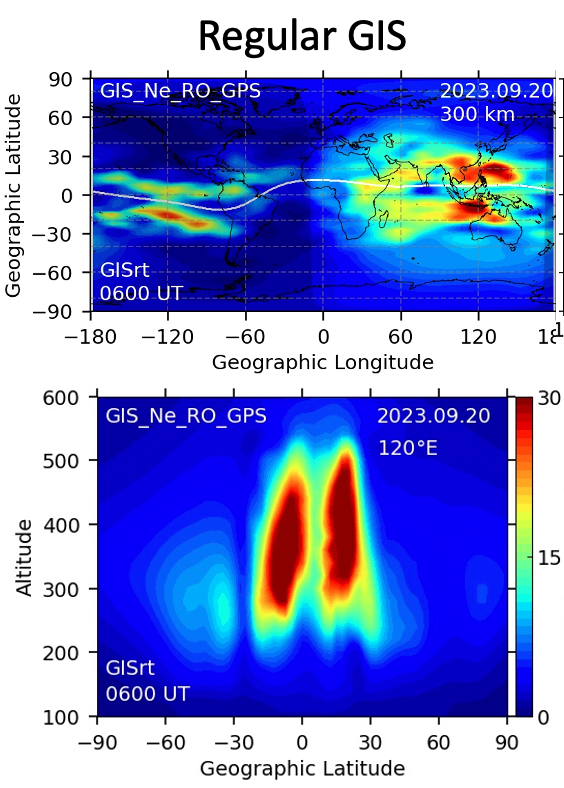 Regular GIS
90
60
30
0
−30
−60
−90
Geographic Latitude
GIS_Ne_RO_GPS
2023.09.20
300 km
GISrt
0600 UT
−180 −120 −60 0 60 120
Geographic Longitude
600
500
400
300
200
100
Altitude
GIS_Ne_RO_GPS
2023.09.20
120°E
GISrt
0600 UT
30
15
0
−90 −60 −30 0 30 60 90
Geographic Latitude